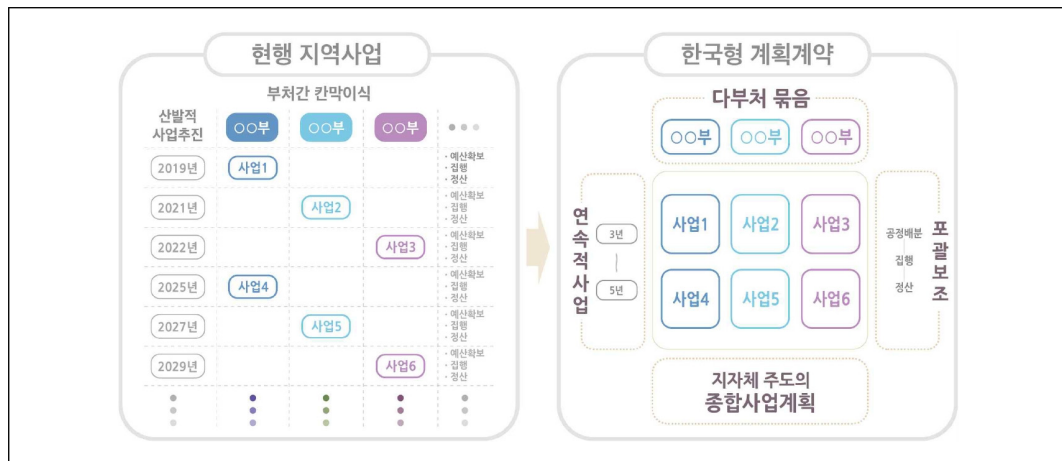 현행 지역사업
부처간 칸막이식
산발적
사업추진
○○부 ○○부 ○○부
2019년 사업1
· 예산확보
· 집행
· 정산
2021년 사업2
· 예산확보
· 집행
· 정산
2022년 사업3
· 예산확보
· 집행
· 정산
2025년 사업4
· 예산확보
· 집행
· 정산
2027년 사업5
· 예산확보
· 집행
· 정산
2029년 사업6
· 예산확보
· 집행
· 정산
한국형 계획계약
다부처 묶음
○○부 ○○부 ○○부
연속적사업
3년
5년
사업1 사업2 사업3
사업4 사업5 사업6
공정배분
집행
정산
포괄보조
지자체 주도의
종합사업계획